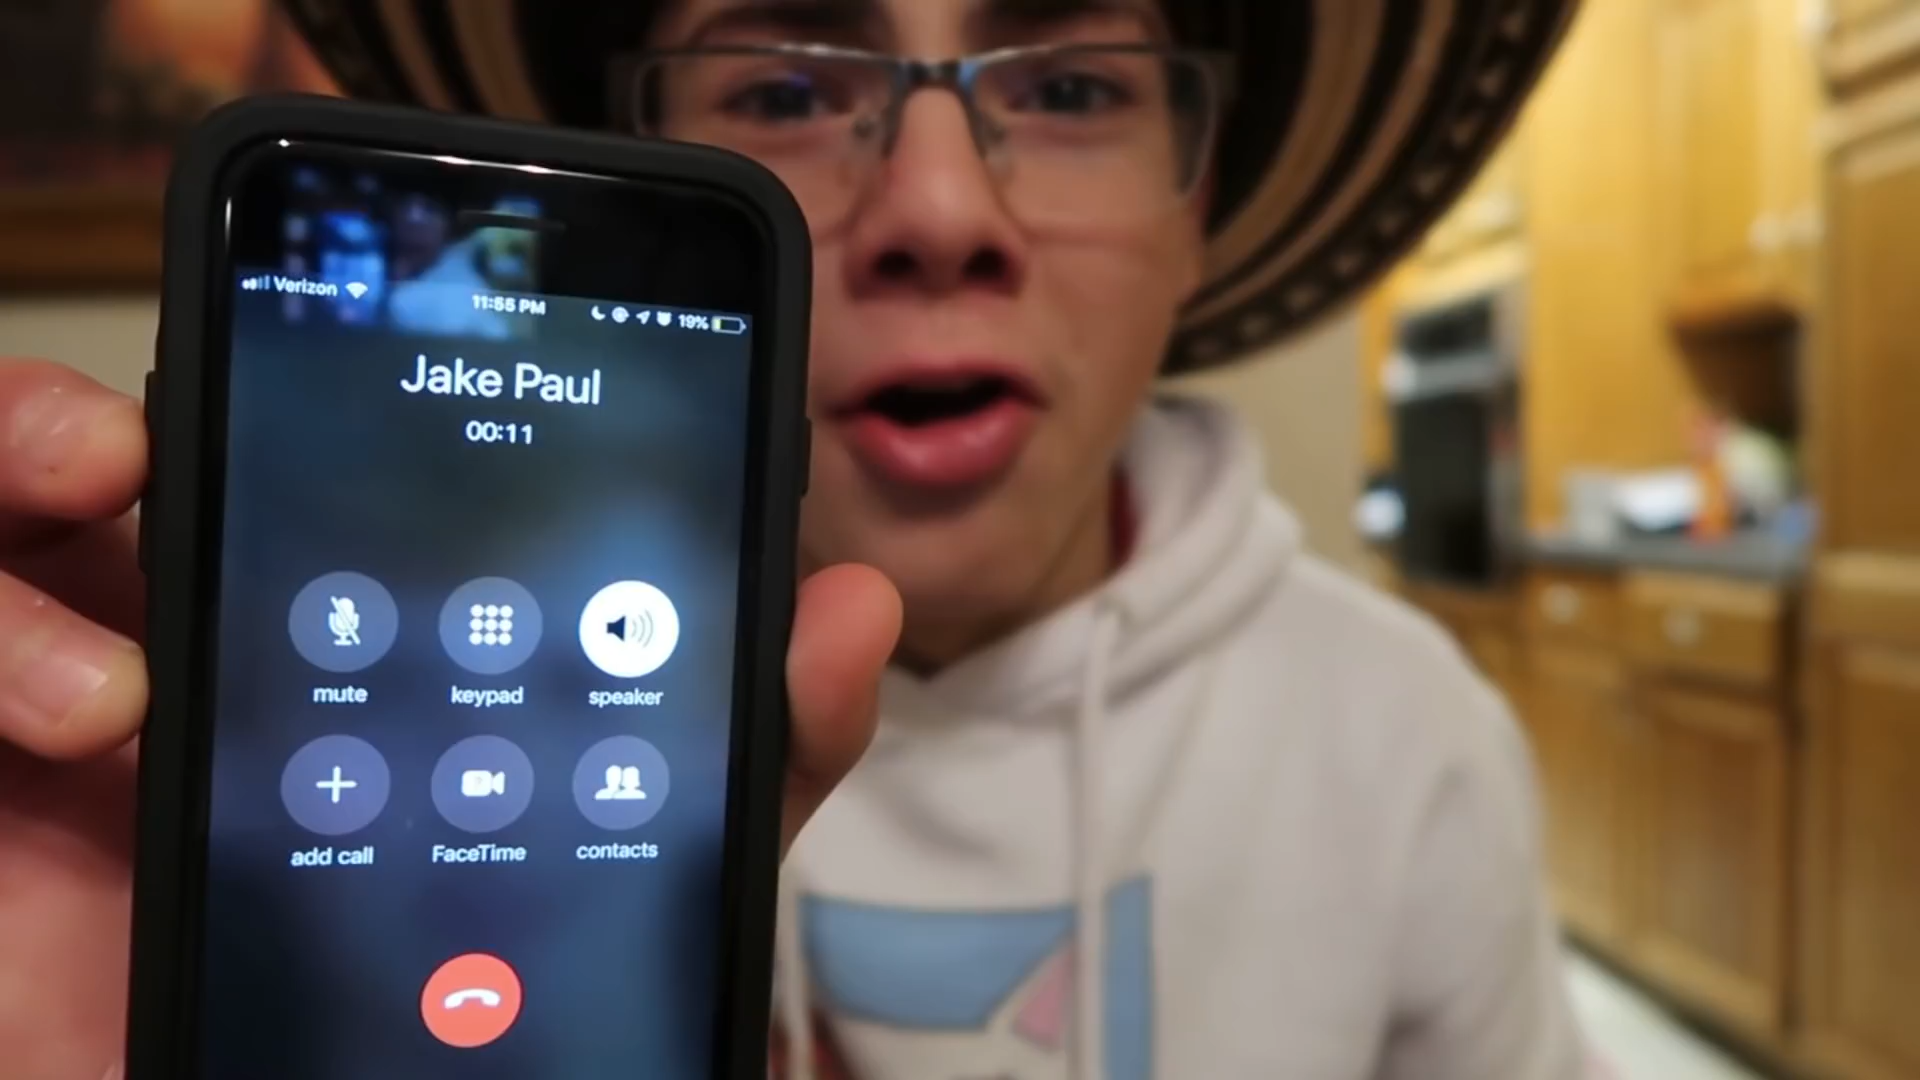 Verizon 11:55 PM 19%
Jake Paul
00:11
mute keypad speaker
add call FaceTime contacts